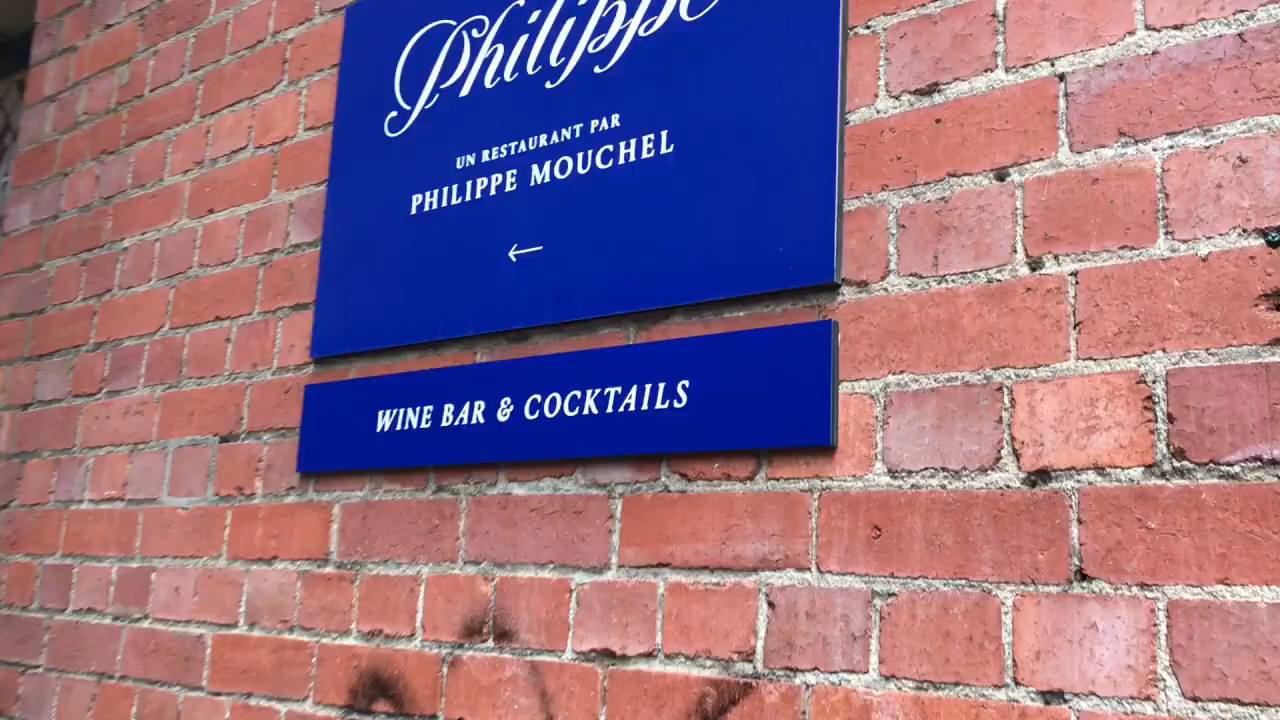 Philippe
UN RESTAURANT PAR
PHILIPPE MOUCHEL
←
WINE BAR & COCKTAILS